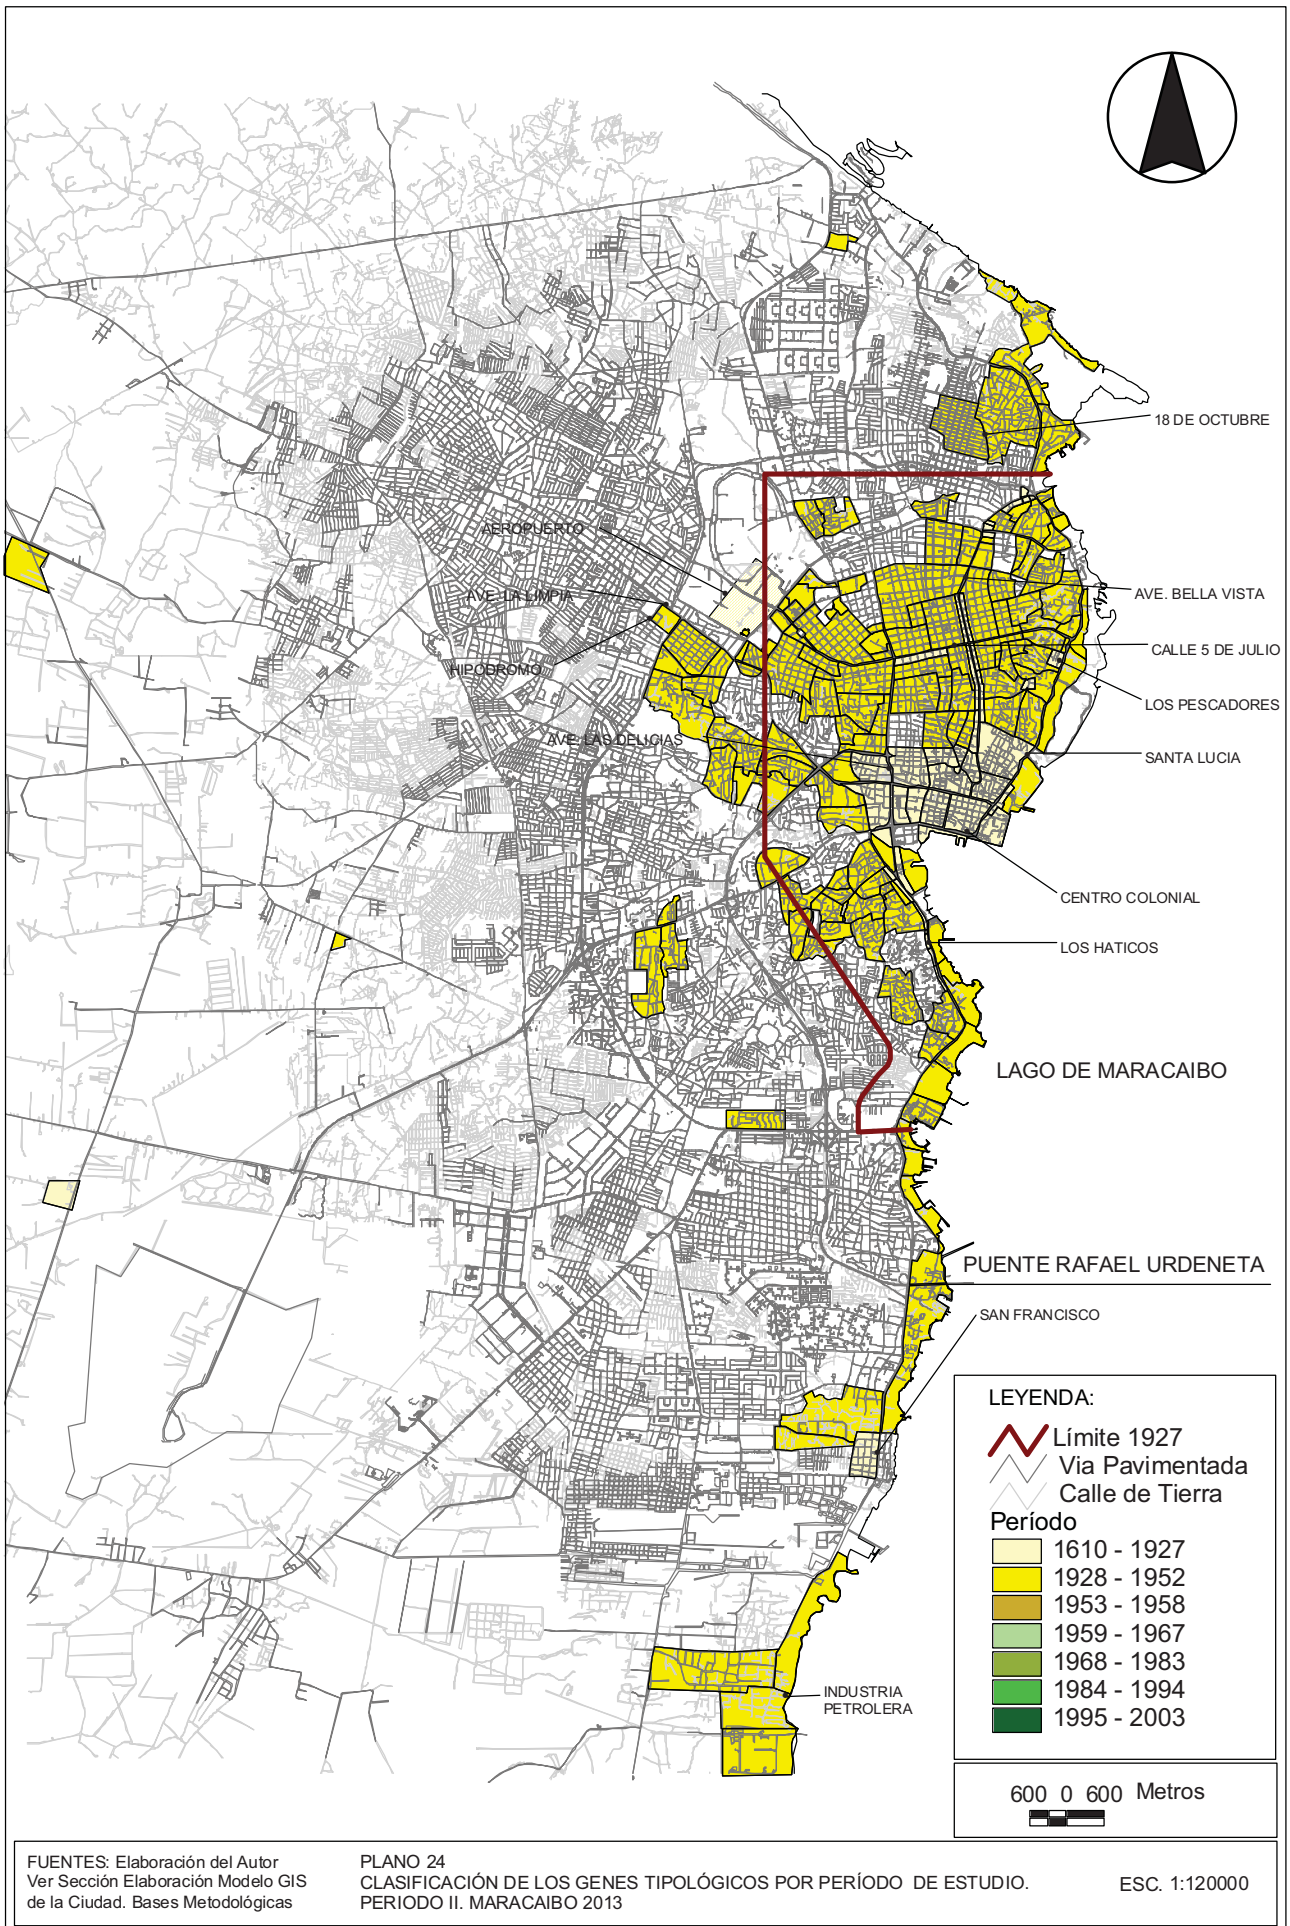 18 DE OCTUBRE
AEROPUERTO
AVE. LA LIMPIA
AVE. BELLA VISTA
CALLE 5 DE JULIO
HIPODROMO
LOS PESCADORES
AVE. LAS DELICIAS
SANTA LUCIA
CENTRO COLONIAL
LOS HATICOS
LAGO DE MARACAIBO
PUENTE RAFAEL URDENETA
SAN FRANCISCO
INDUSTRIA
PETROLERA
LEYENDA:
Límite 1927
Via Pavimentada
Calle de Tierra
Período
1610 - 1927
1928 - 1952
1953 - 1958
1959 - 1967
1968 - 1983
1984 - 1994
1995 - 2003
600 0 600 Metros
FUENTES: Elaboración del Autor
Ver Sección Elaboración Modelo GIS
de la Ciudad. Bases Metodológicas
PLANO 24
CLASIFICACIÓN DE LOS GENES TIPOLÓGICOS POR PERÍODO DE ESTUDIO.
PERIODO II. MARACAIBO 2013
ESC. 1:120000